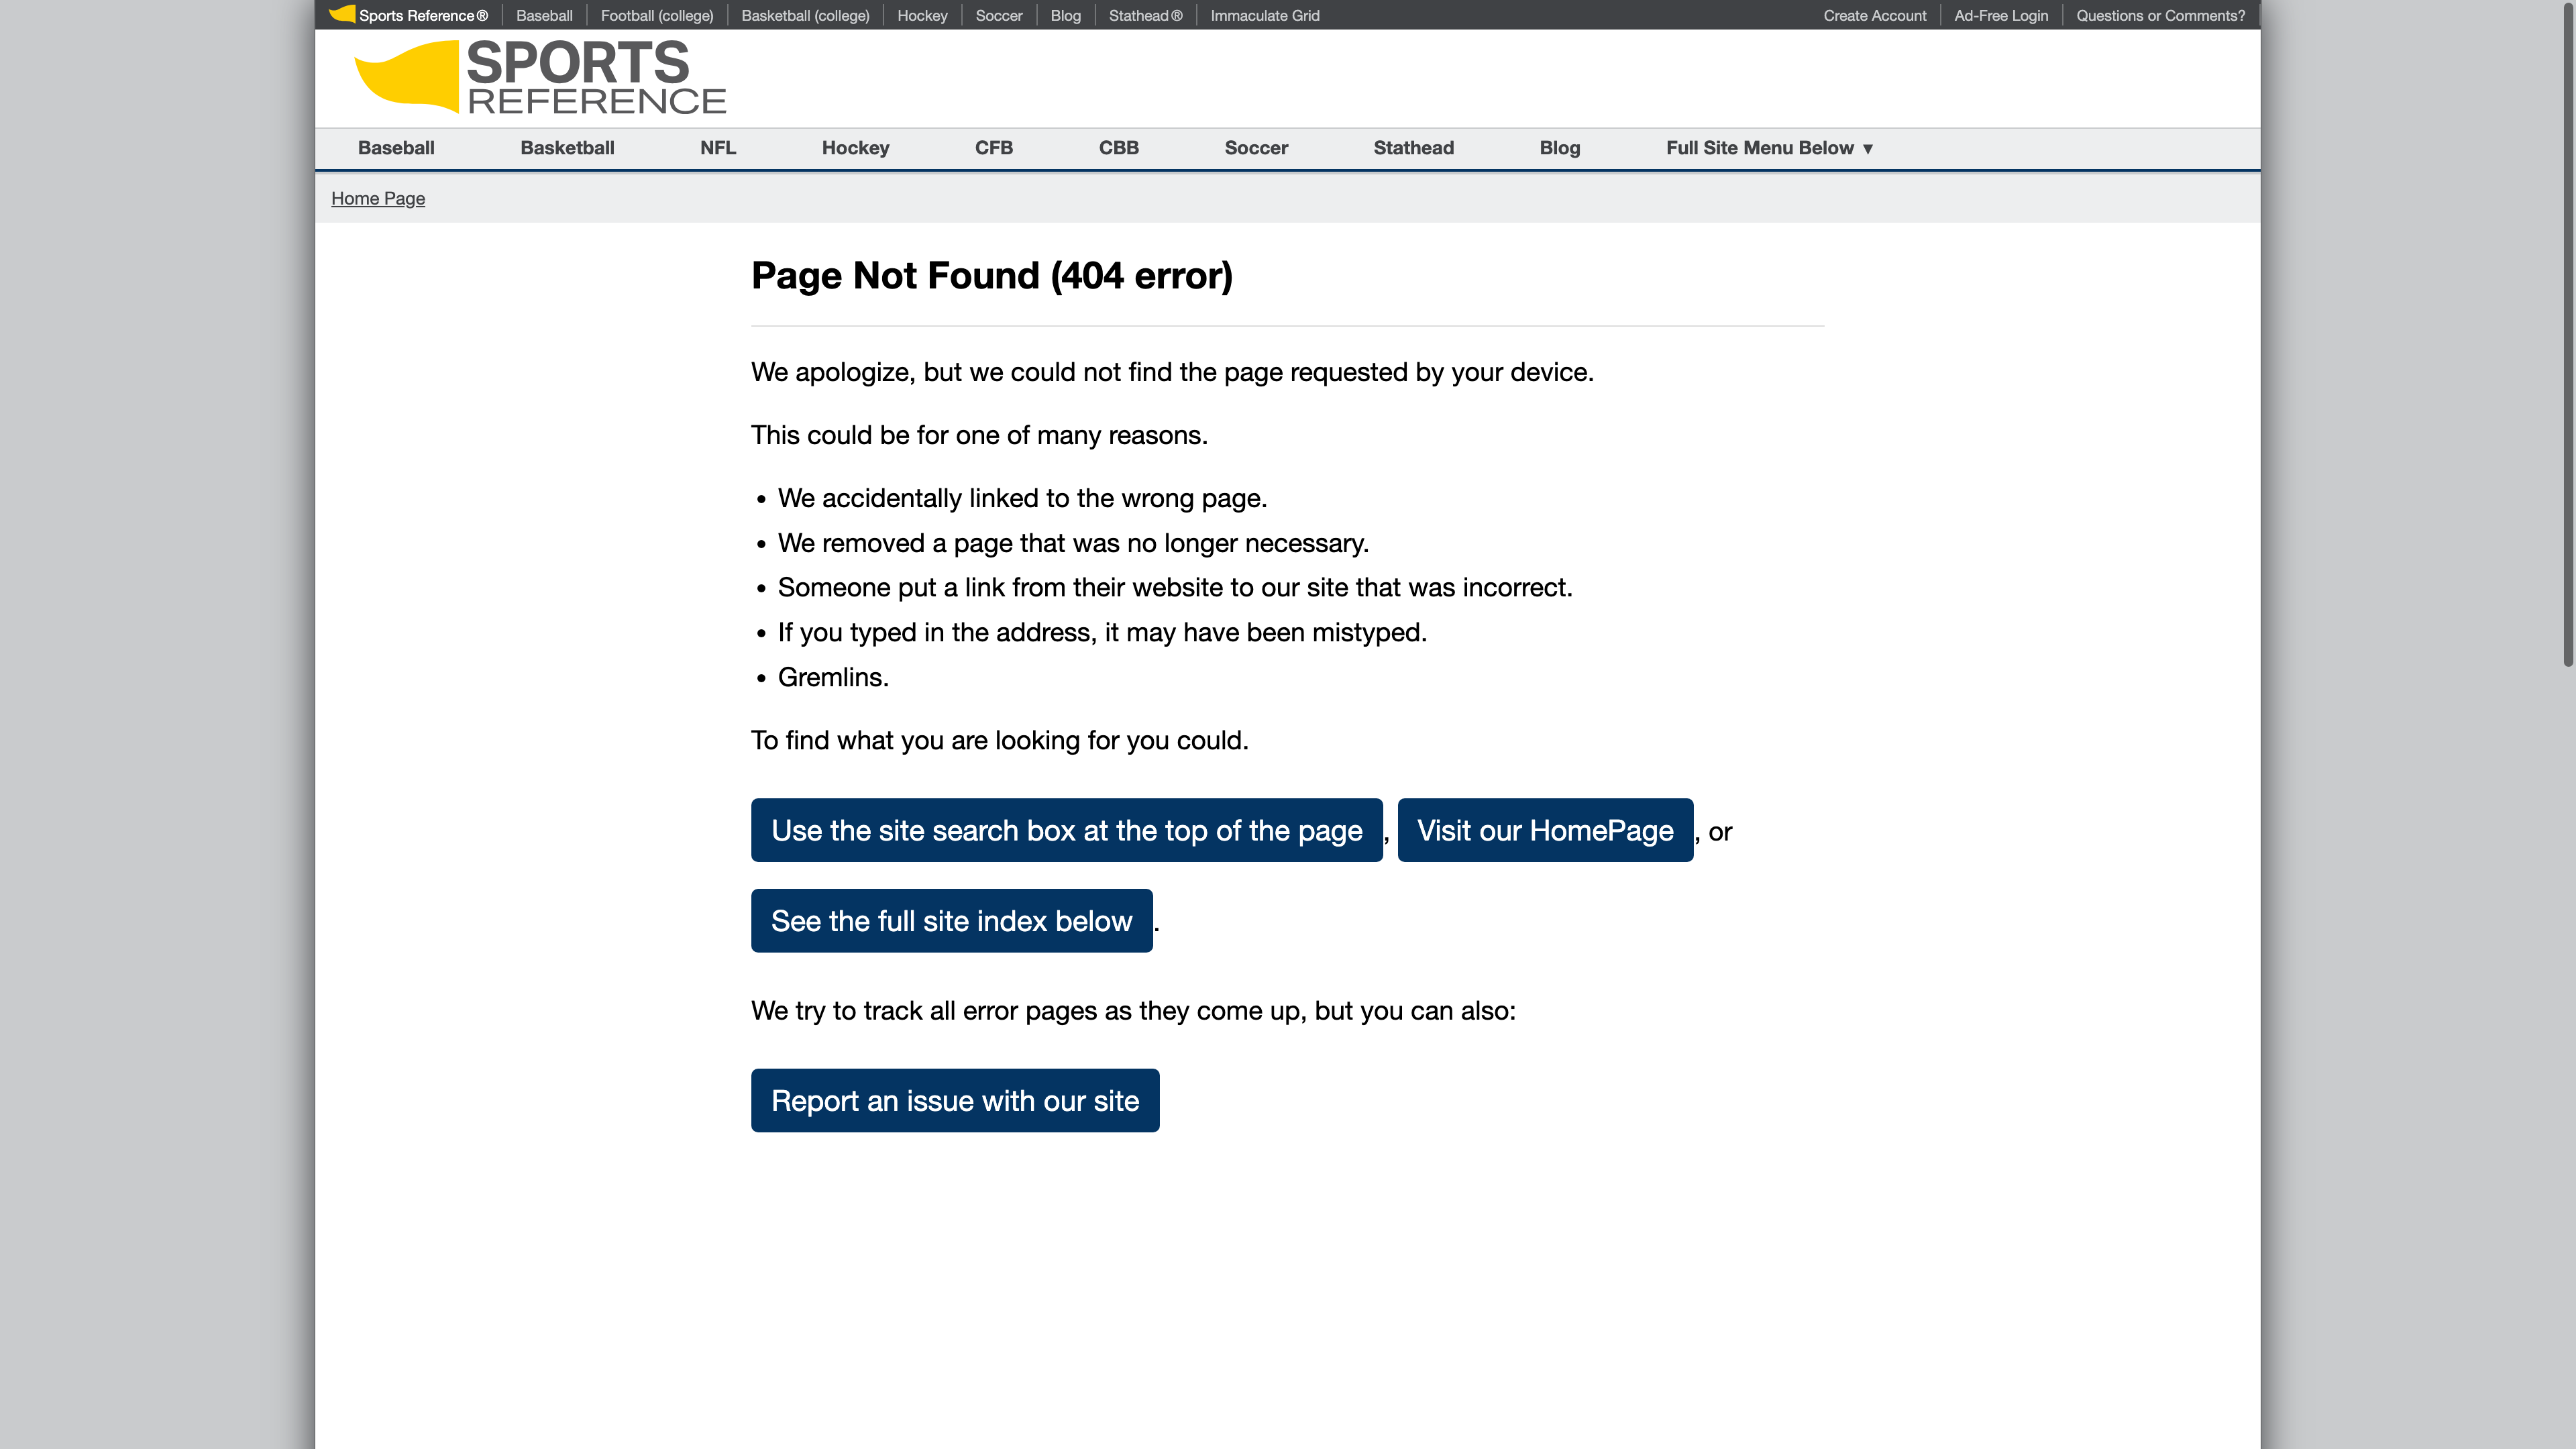 Sports Reference® Baseball Football (college) Basketball (college) Hockey Soccer Blog Stathead® Immaculate Grid Create Account Ad-Free Login Questions or Comments?
SPORTS
REFERENCE
Baseball Basketball NFL Hockey CFB CBB Soccer Stathead Blog Full Site Menu Below ▼
Home Page
Page Not Found (404 error)
We apologize, but we could not find the page requested by your device.
This could be for one of many reasons.
• We accidentally linked to the wrong page.
• We removed a page that was no longer necessary.
• Someone put a link from their website to our site that was incorrect.
• If you typed in the address, it may have been mistyped.
• Gremlins.
To find what you are looking for you could.
Use the site search box at the top of the page , Visit our HomePage , or
See the full site index below .
We try to track all error pages as they come up, but you can also:
Report an issue with our site